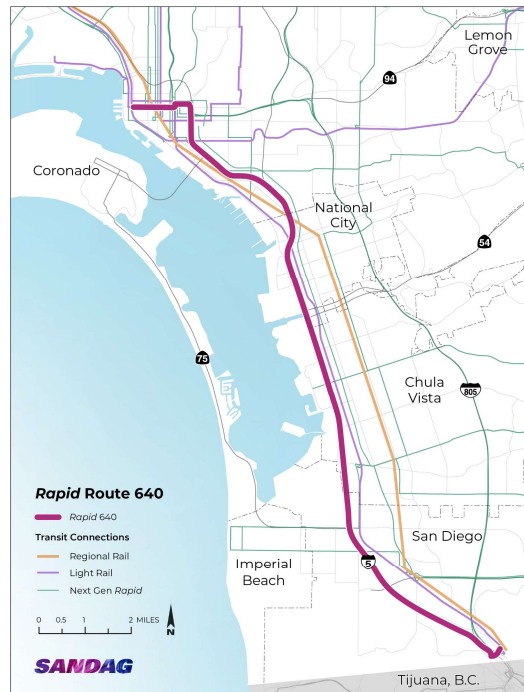 Lemon
Grove
94
Coronado
National
City
54
75
Chula
Vista
805
Rapid Route 640
Rapid 640
Transit Connections
Regional Rail
Light Rail
Next Gen Rapid
0 0.5 1 2 MILES
N
San Diego
5
Imperial
Beach
SANDAG
Tijuana, B.C.